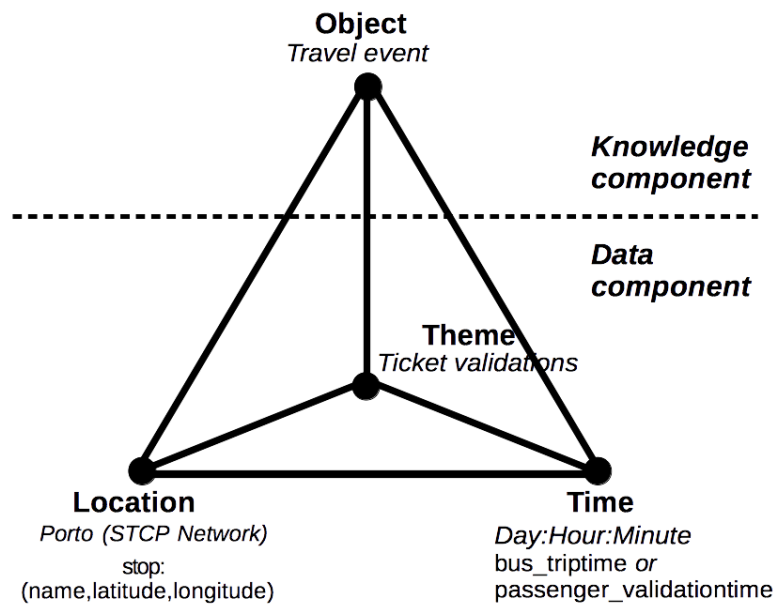 Object
Travel event
Knowledge
component
Data
component
Theme
Ticket validations
Location
Porto (STCP Network)
stop:
(name,latitude,longitude)
Time
Day:Hour:Minute
bus_triptime or
passenger_validationtime